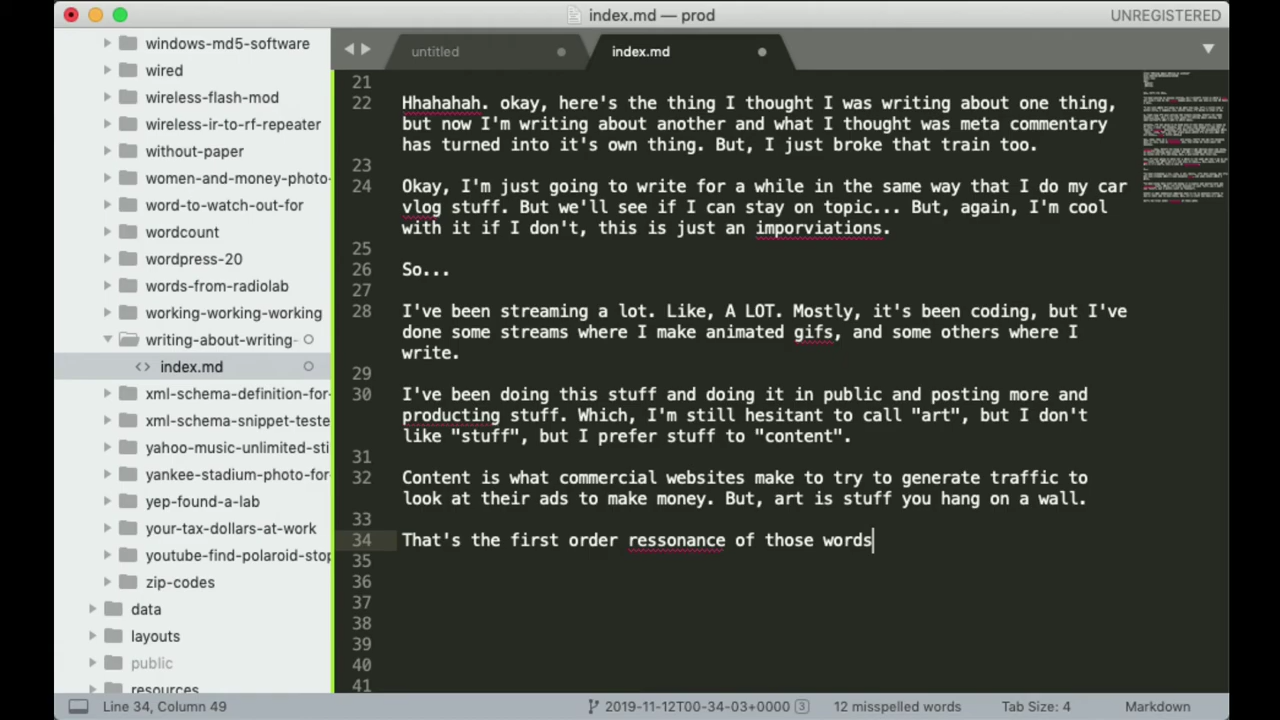 index.md — prod
UNREGISTERED
windows-md5-software
wired
wireless-flash-mod
wireless-ir-to-rf-repeater
without-paper
women-and-money-photo-
word-to-watch-out-for
wordcount
wordpress-20
words-from-radiolab
working-working-working
writing-about-writing-
<> index.md
xml-schema-definition-for-
xml-schema-snippet-teste
yahoo-music-unlimited-sti
yankee-stadium-photo-for-
yep-found-a-lab
your-tax-dollars-at-work
youtube-find-polaroid-stop
zip-codes
data
layouts
public
resources
untitled
index.md
21
22 Hhahahah. okay, here's the thing I thought I was writing about one thing,
but now I'm writing about another and what I thought was meta commentary
has turned into it's own thing. But, I just broke that train too.
23
24 Okay, I'm just going to write for a while in the same way that I do my car
vlog stuff. But we'll see if I can stay on topic... But, again, I'm cool
with it if I don't, this is just an imporviations.
25
26 So...
27
28 I've been streaming a lot. Like, A LOT. Mostly, it's been coding, but I've
done some streams where I make animated gifs, and some others where I
write.
29
30 I've been doing this stuff and doing it in public and posting more and
producting stuff. Which, I'm still hesitant to call "art", but I don't
like "stuff", but I prefer stuff to "content".
31
32 Content is what commercial websites make to try to generate traffic to
look at their ads to make money. But, art is stuff you hang on a wall.
33
34 That's the first order ressonance of those words
35
36
37
38
39
40
41
Line 34, Column 49
2019-11-12T00-34-03+0000 3
12 misspelled words
Tab Size: 4
Markdown